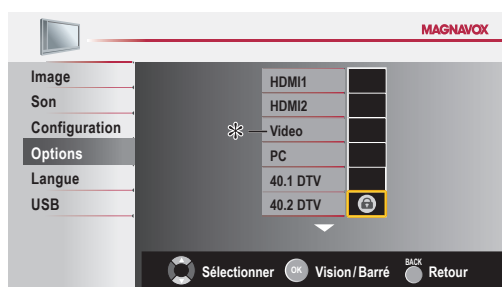 MAGNAVOX
Image
Son
Configuration
Options
Langue
USB
HDMI1
HDMI2
Video
PC
40.1 DTV
40.2 DTV
Sélectionner OK Vision / Barré BACK Retour